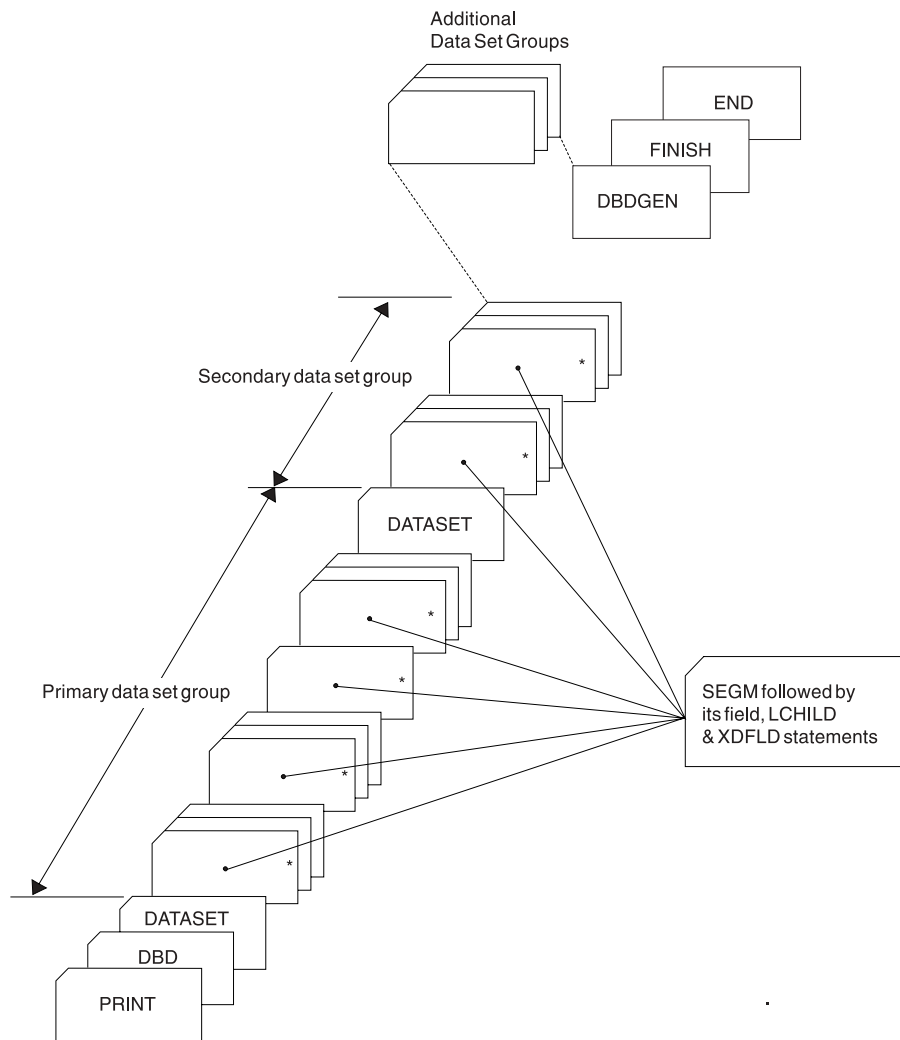 Additional
Data Set Groups
END
FINISH
DBDGEN
*
Secondary data set group
*
DATASET
*
*
Primary data set group
SEGM followed by
its field, LCHILD
& XDFLD statements
*
*
DATASET
DBD
PRINT
.